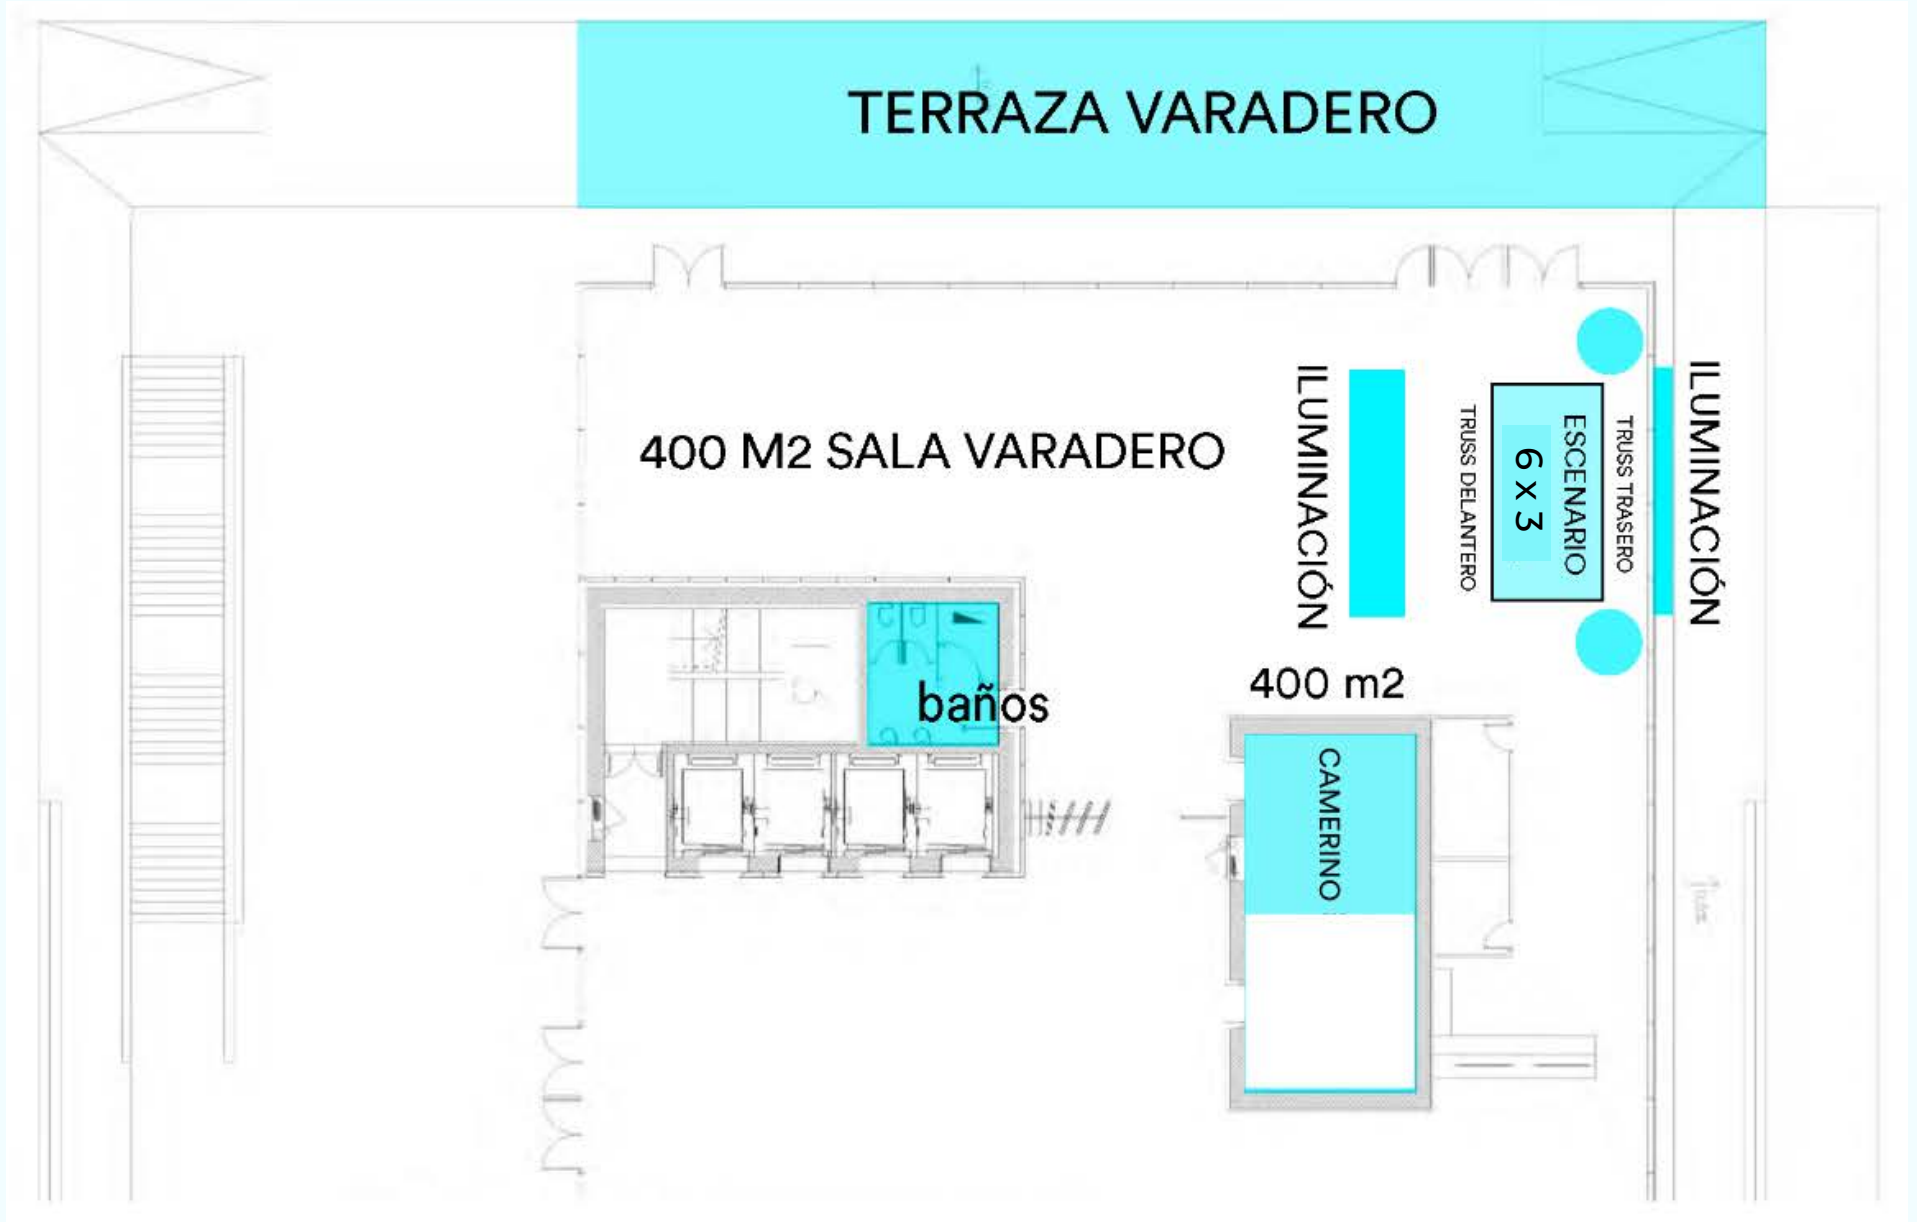 TERRAZA VARADERO
400 M2 SALA VARADERO
ILUMINACIÓN
TRUSS DELANTERO
6 x 3
ESCENARIO
TRUSS TRASERO
ILUMINACIÓN
400 m2
baños
CAMERINO